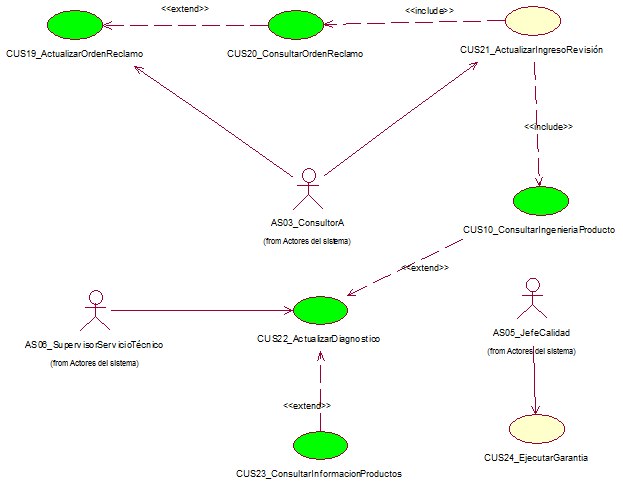 <<extend>>
<<include>>
CUS19_ActualizarOrdenReclamo
CUS20_ConsultarOrdenReclamo
CUS21_ActualizarIngresoRevisión
<<include>>
AS03_ConsultorA
(from Actores del sistema)
CUS10_ConsultarIngenieriaProducto
<<extend>>
AS06_SupervisorServicioTécnico
(from Actores del sistema)
CUS22_ActualizarDiagnostico
AS05_JefeCalidad
(from Actores del sistema)
<<extend>>
CUS24_EjecutarGarantia
CUS23_ConsultarInformacionProductos